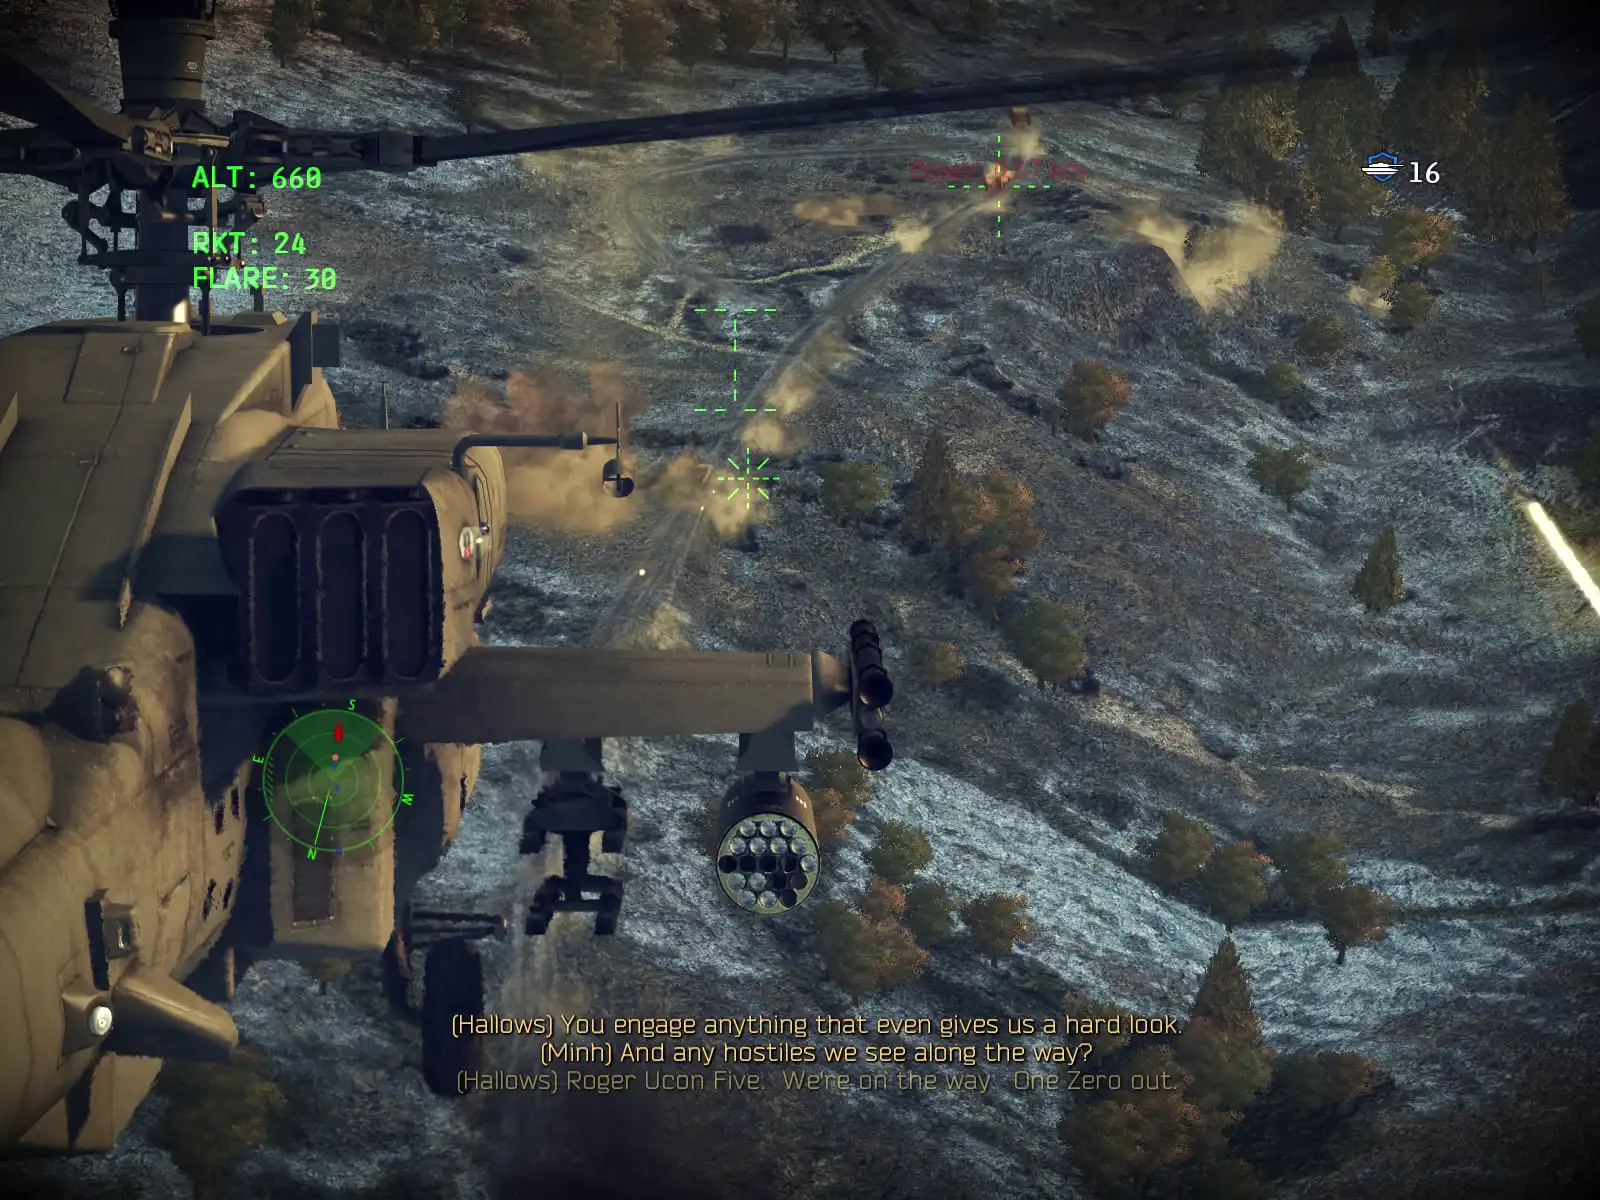 ALT: 660
RKT: 24
FLARE: 30
16
S
E
W
N
(Hallows) You engage anything that even gives us a hard look.
(Minh) And any hostiles we see along the way?
(Hallows) Roger Ucon Five. We're on the way. One Zero out.